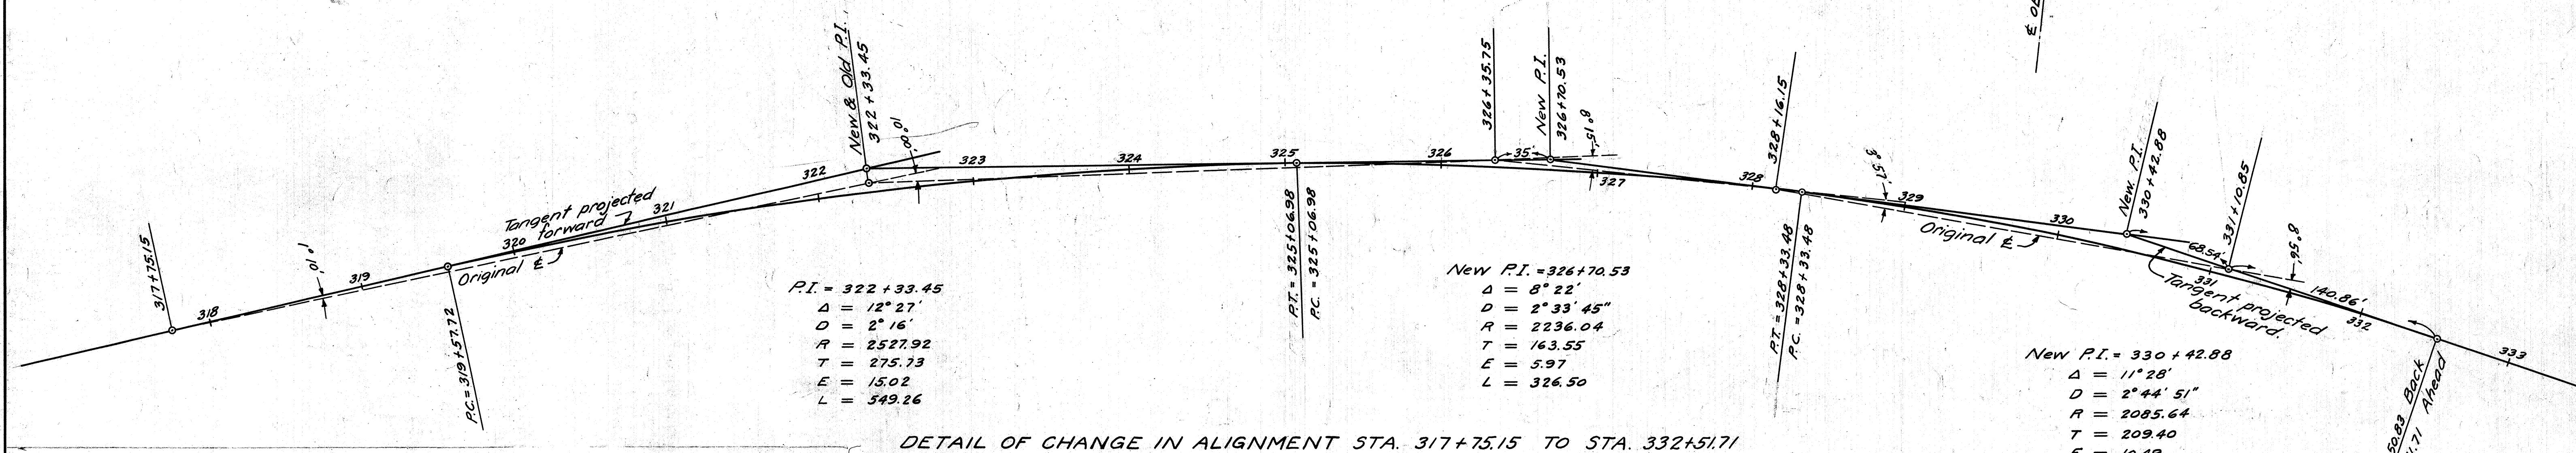 317+75.15
318
1°01'
319
P.C.=319+57.72
320
Tangent projected
forward
Original ℄
321
322
New & Old P.I.
322+33.45
10°00'
323
324
325
P.T. = 325+06.98
P.C. = 325+06.98
326
326+35.75
35'
New P.I.
326+70.53
8°15'
327
328
328+16.15
P.T. = 328+33.48
P.C. = 328+33.48
3°57'
329
Original ℄
330
New P.I.
330+42.88
68.54'
331+10.85
331
8°56'
140.86'
Tangent projected
backward.
332
333
50.83 Back
1.71 Ahead
℄
P.I. = 322+33.45
Δ = 12°27'
D = 2°16'
R = 2527.92
T = 275.73
E = 15.02
L = 549.26
New P.I. = 326+70.53
Δ = 8°22'
D = 2°33'45"
R = 2236.04
T = 163.55
E = 5.97
L = 326.50
New P.I. = 330+42.88
Δ = 11°28'
D = 2°44'51"
R = 2085.64
T = 209.40
DETAIL OF CHANGE IN ALIGNMENT STA. 317+75.15 TO STA. 332+51.71